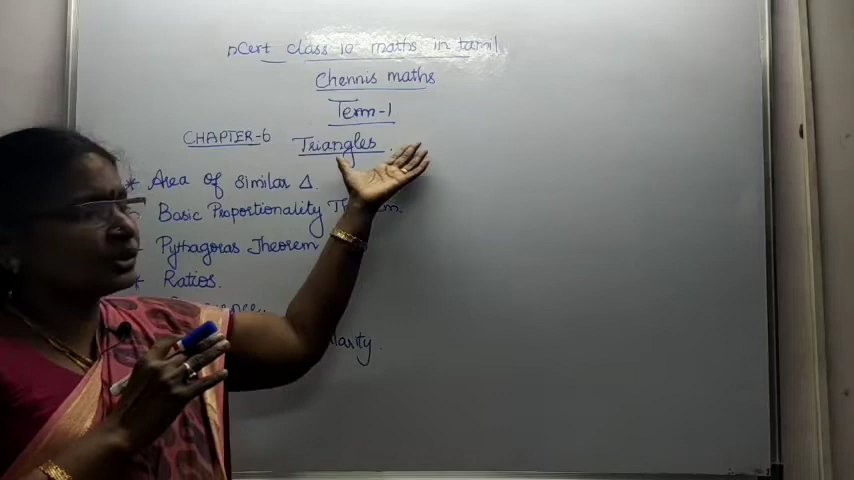 NCert class 10 maths in tamil
Chennis maths
Term-1
CHAPTER-6 Triangles.
* Area of similar Δ.
Basic Proportionality
Pythagoras Theorem
* Ratios.